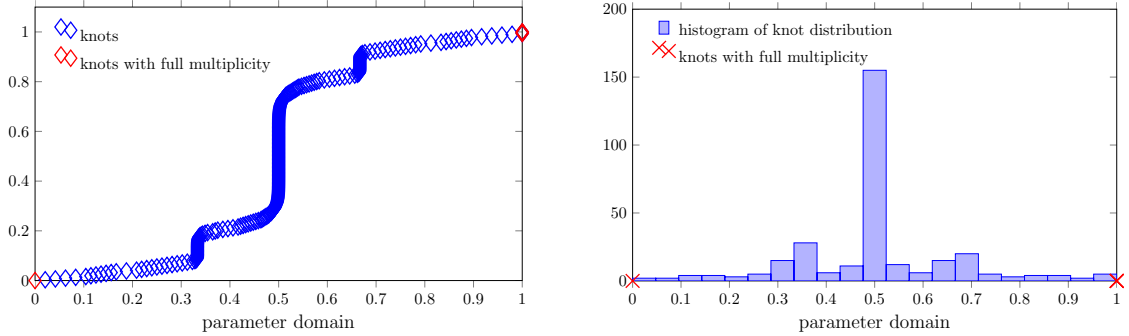 1
0.8
0.6
0.4
0.2
0
0 0.1 0.2 0.3 0.4 0.5 0.6 0.7 0.8 0.9 1
parameter domain
knots
knots with full multiplicity
200
150
100
50
0
0 0.1 0.2 0.3 0.4 0.5 0.6 0.7 0.8 0.9 1
parameter domain
histogram of knot distribution
knots with full multiplicity